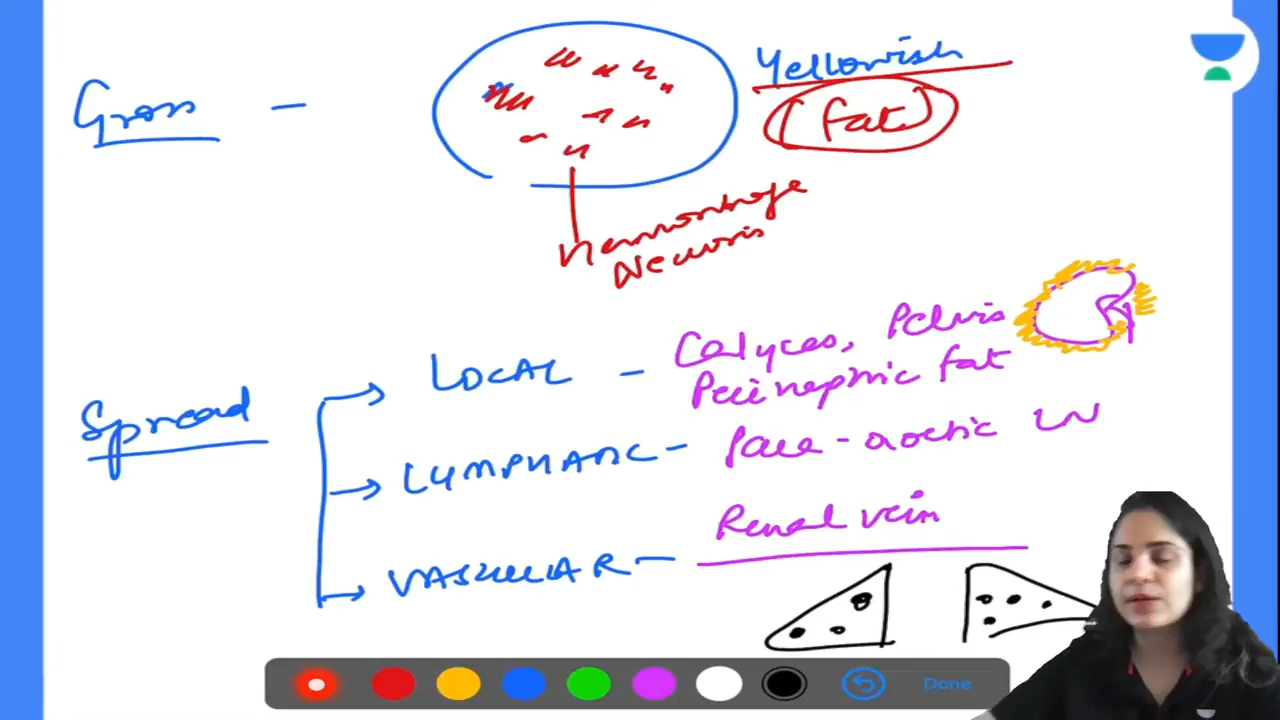 Gross -
Yellowish
(fat)
Hemorrhage
Necrosis
Spread
LOCAL - Calyces, Pelvis
Perinephric fat
LYMPHATIC - Para-aortic LN
VASCULAR - Renal vein
Done